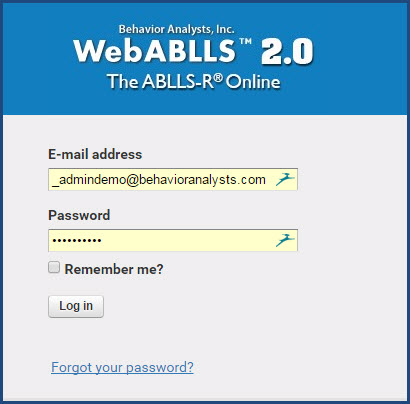 Behavior Analysts, Inc.
WebABLLS™ 2.0
The ABLLS-R® Online
E-mail address
_admindemo@behavioranalysts.com
Password
••••••••••
Remember me?
Log in
Forgot your password?